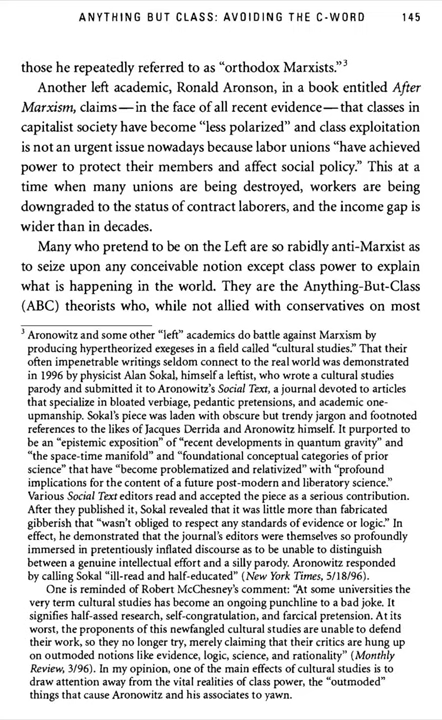 ANYTHING BUT CLASS: AVOIDING THE C-WORD 145
those he repeatedly referred to as “orthodox Marxists.”3
Another left academic, Ronald Aronson, in a book entitled After
Marxism, claims—in the face of all recent evidence—that classes in
capitalist society have become “less polarized” and class exploitation
is not an urgent issue nowadays because labor unions “have achieved
power to protect their members and affect social policy.” This at a
time when many unions are being destroyed, workers are being
downgraded to the status of contract laborers, and the income gap is
wider than in decades.
Many who pretend to be on the Left are so rabidly anti-Marxist as
to seize upon any conceivable notion except class power to explain
what is happening in the world. They are the Anything-But-Class
(ABC) theorists who, while not allied with conservatives on most
3 Aronowitz and some other “left” academics do battle against Marxism by
producing hypertheorized exegeses in a field called “cultural studies.” That their
often impenetrable writings seldom connect to the real world was demonstrated
in 1996 by physicist Alan Sokal, himself a leftist, who wrote a cultural studies
parody and submitted it to Aronowitz’s Social Text, a journal devoted to articles
that specialize in bloated verbiage, pedantic pretensions, and academic one-
upmanship. Sokal’s piece was laden with obscure but trendy jargon and footnoted
references to the likes of Jacques Derrida and Aronowitz himself. It purported to
be an “epistemic exposition” of “recent developments in quantum gravity” and
“the space-time manifold” and “foundational conceptual categories of prior
science” that have “become problematized and relativized” with “profound
implications for the content of a future post-modern and liberatory science.”
Various Social Text editors read and accepted the piece as a serious contribution.
After they published it, Sokal revealed that it was little more than fabricated
gibberish that “wasn’t obliged to respect any standards of evidence or logic.” In
effect, he demonstrated that the journal’s editors were themselves so profoundly
immersed in pretentiously inflated discourse as to be unable to distinguish
between a genuine intellectual effort and a silly parody. Aronowitz responded
by calling Sokal “ill-read and half-educated” (New York Times, 5/18/96).
One is reminded of Robert McChesney’s comment: “At some universities the
very term cultural studies has become an ongoing punchline to a bad joke. It
signifies half-assed research, self-congratulation, and farcical pretension. At its
worst, the proponents of this newfangled cultural studies are unable to defend
their work, so they no longer try, merely claiming that their critics are hung up
on outmoded notions like evidence, logic, science, and rationality” (Monthly
Review, 3/96). In my opinion, one of the main effects of cultural studies is to
draw attention away from the vital realities of class power, the “outmoded”
things that cause Aronowitz and his associates to yawn.